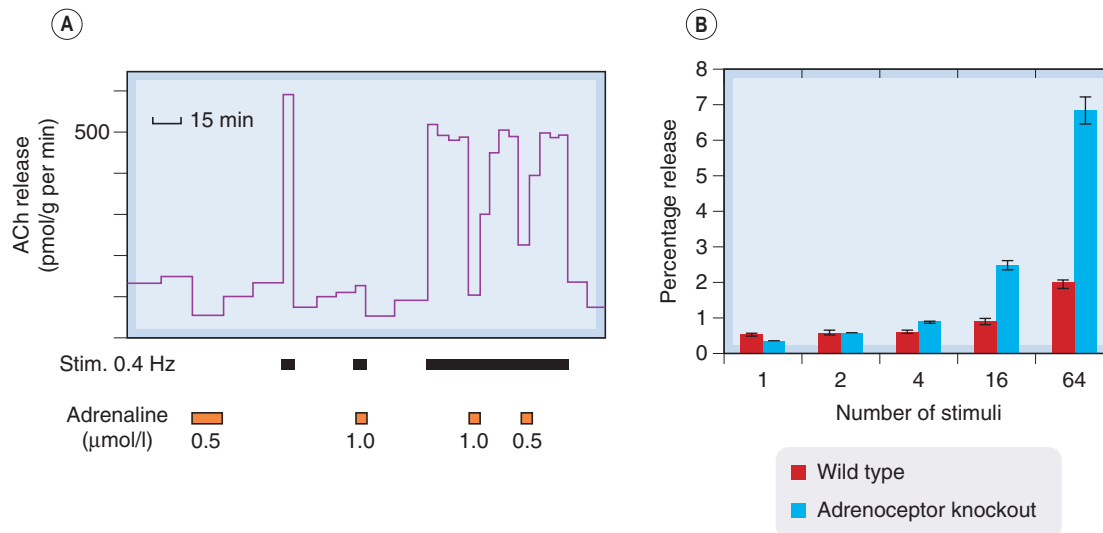 A
ACh release
(pmol/g per min)
500
15 min
Stim. 0.4 Hz
Adrenaline
(μmol/l)
0.5
1.0
1.0
0.5
B
Percentage release
8
7
6
5
4
3
2
1
0
1
2
4
16
64
Number of stimuli
Wild type
Adrenoceptor knockout